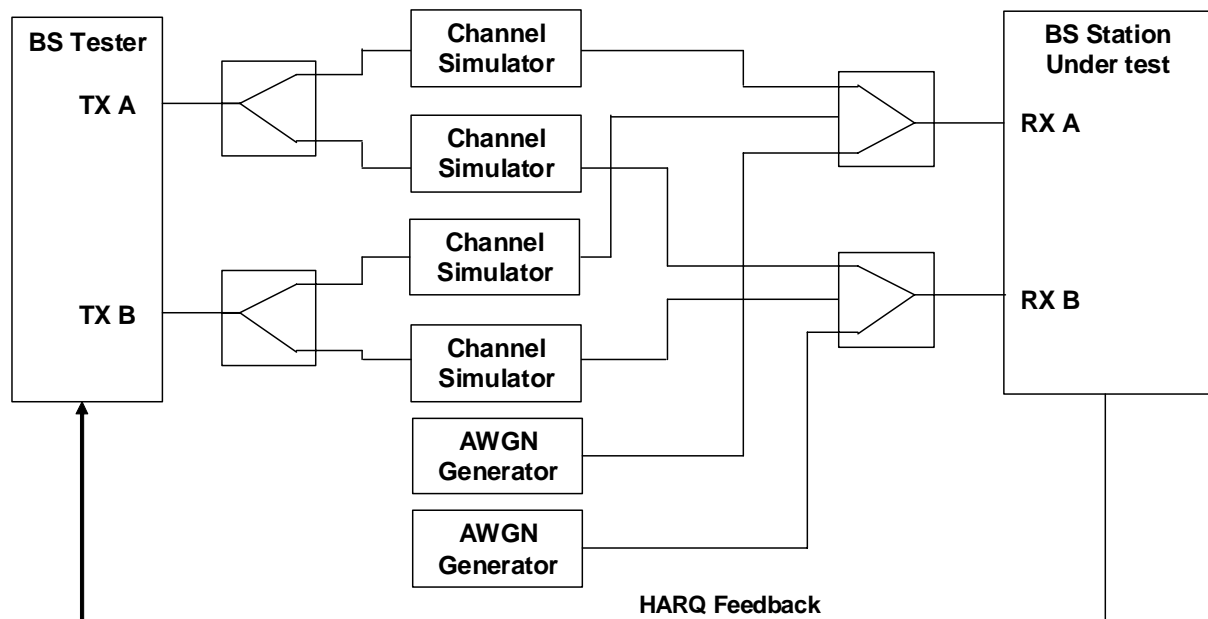 BS Tester
TX A
TX B
Channel
Simulator
Channel
Simulator
Channel
Simulator
Channel
Simulator
AWGN
Generator
AWGN
Generator
BS Station
Under test
RX A
RX B
HARQ Feedback